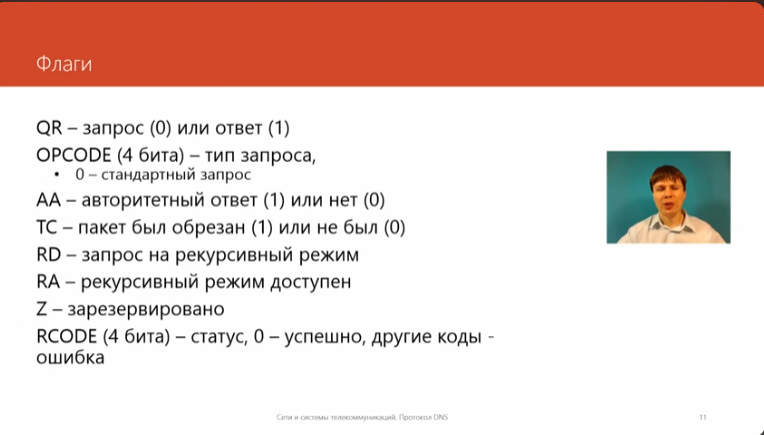 Флаги
QR – запрос (0) или ответ (1)
OPCODE (4 бита) – тип запроса,
• 0 – стандартный запрос
AA – авторитетный ответ (1) или нет (0)
TC – пакет был обрезан (1) или не был (0)
RD – запрос на рекурсивный режим
RA – рекурсивный режим доступен
Z – зарезервировано
RCODE (4 бита) – статус, 0 – успешно, другие коды -
ошибка
Сети и системы телекоммуникаций. Протокол DNS
11